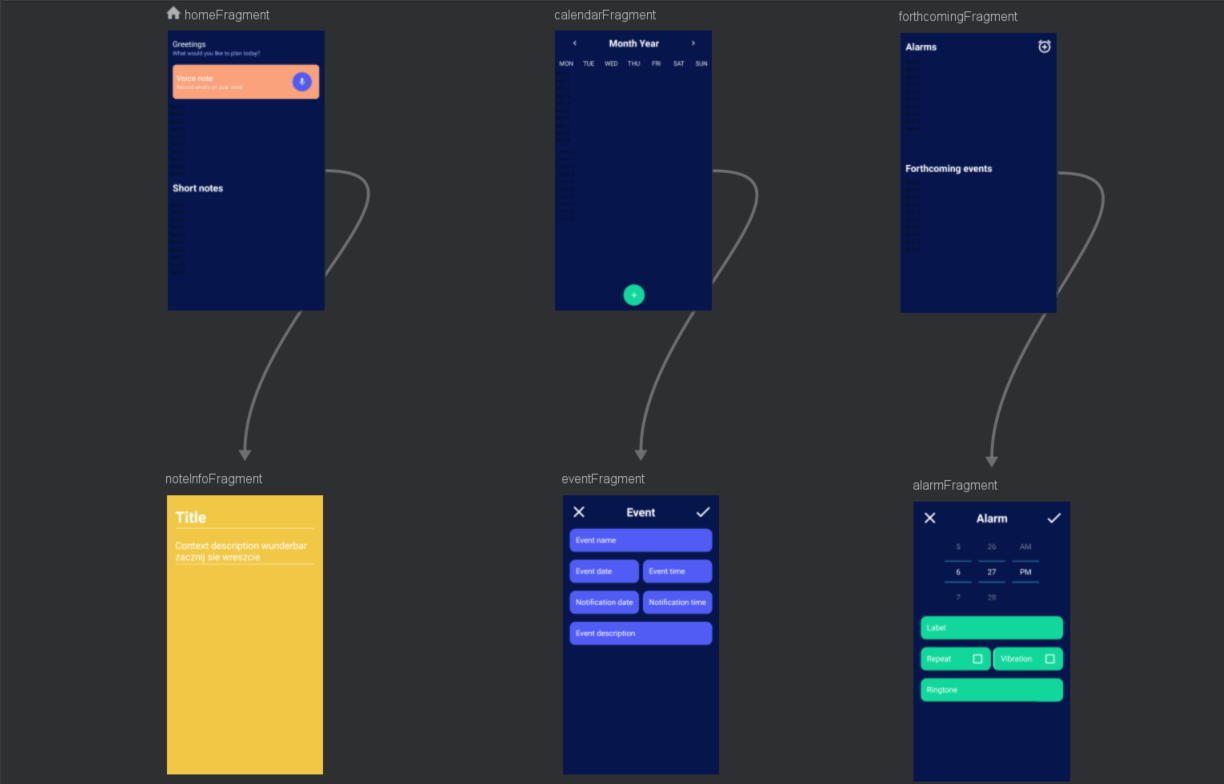 homeFragment
Greetings
What would you like to plan today?
Voice note
Record what's on your mind
Short notes
calendarFragment
Month Year
MON TUE WED THU FRI SAT SUN
forthcomingFragment
Alarms
Forthcoming events
noteInfoFragment
Title
Context description wunderbar
zacznij sie wreszcie
eventFragment
Event
Event name
Event date Event time
Notification date Notification time
Event description
alarmFragment
Alarm
5 26 AM
6 27 PM
7 28
Label
Repeat Vibration
Ringtone